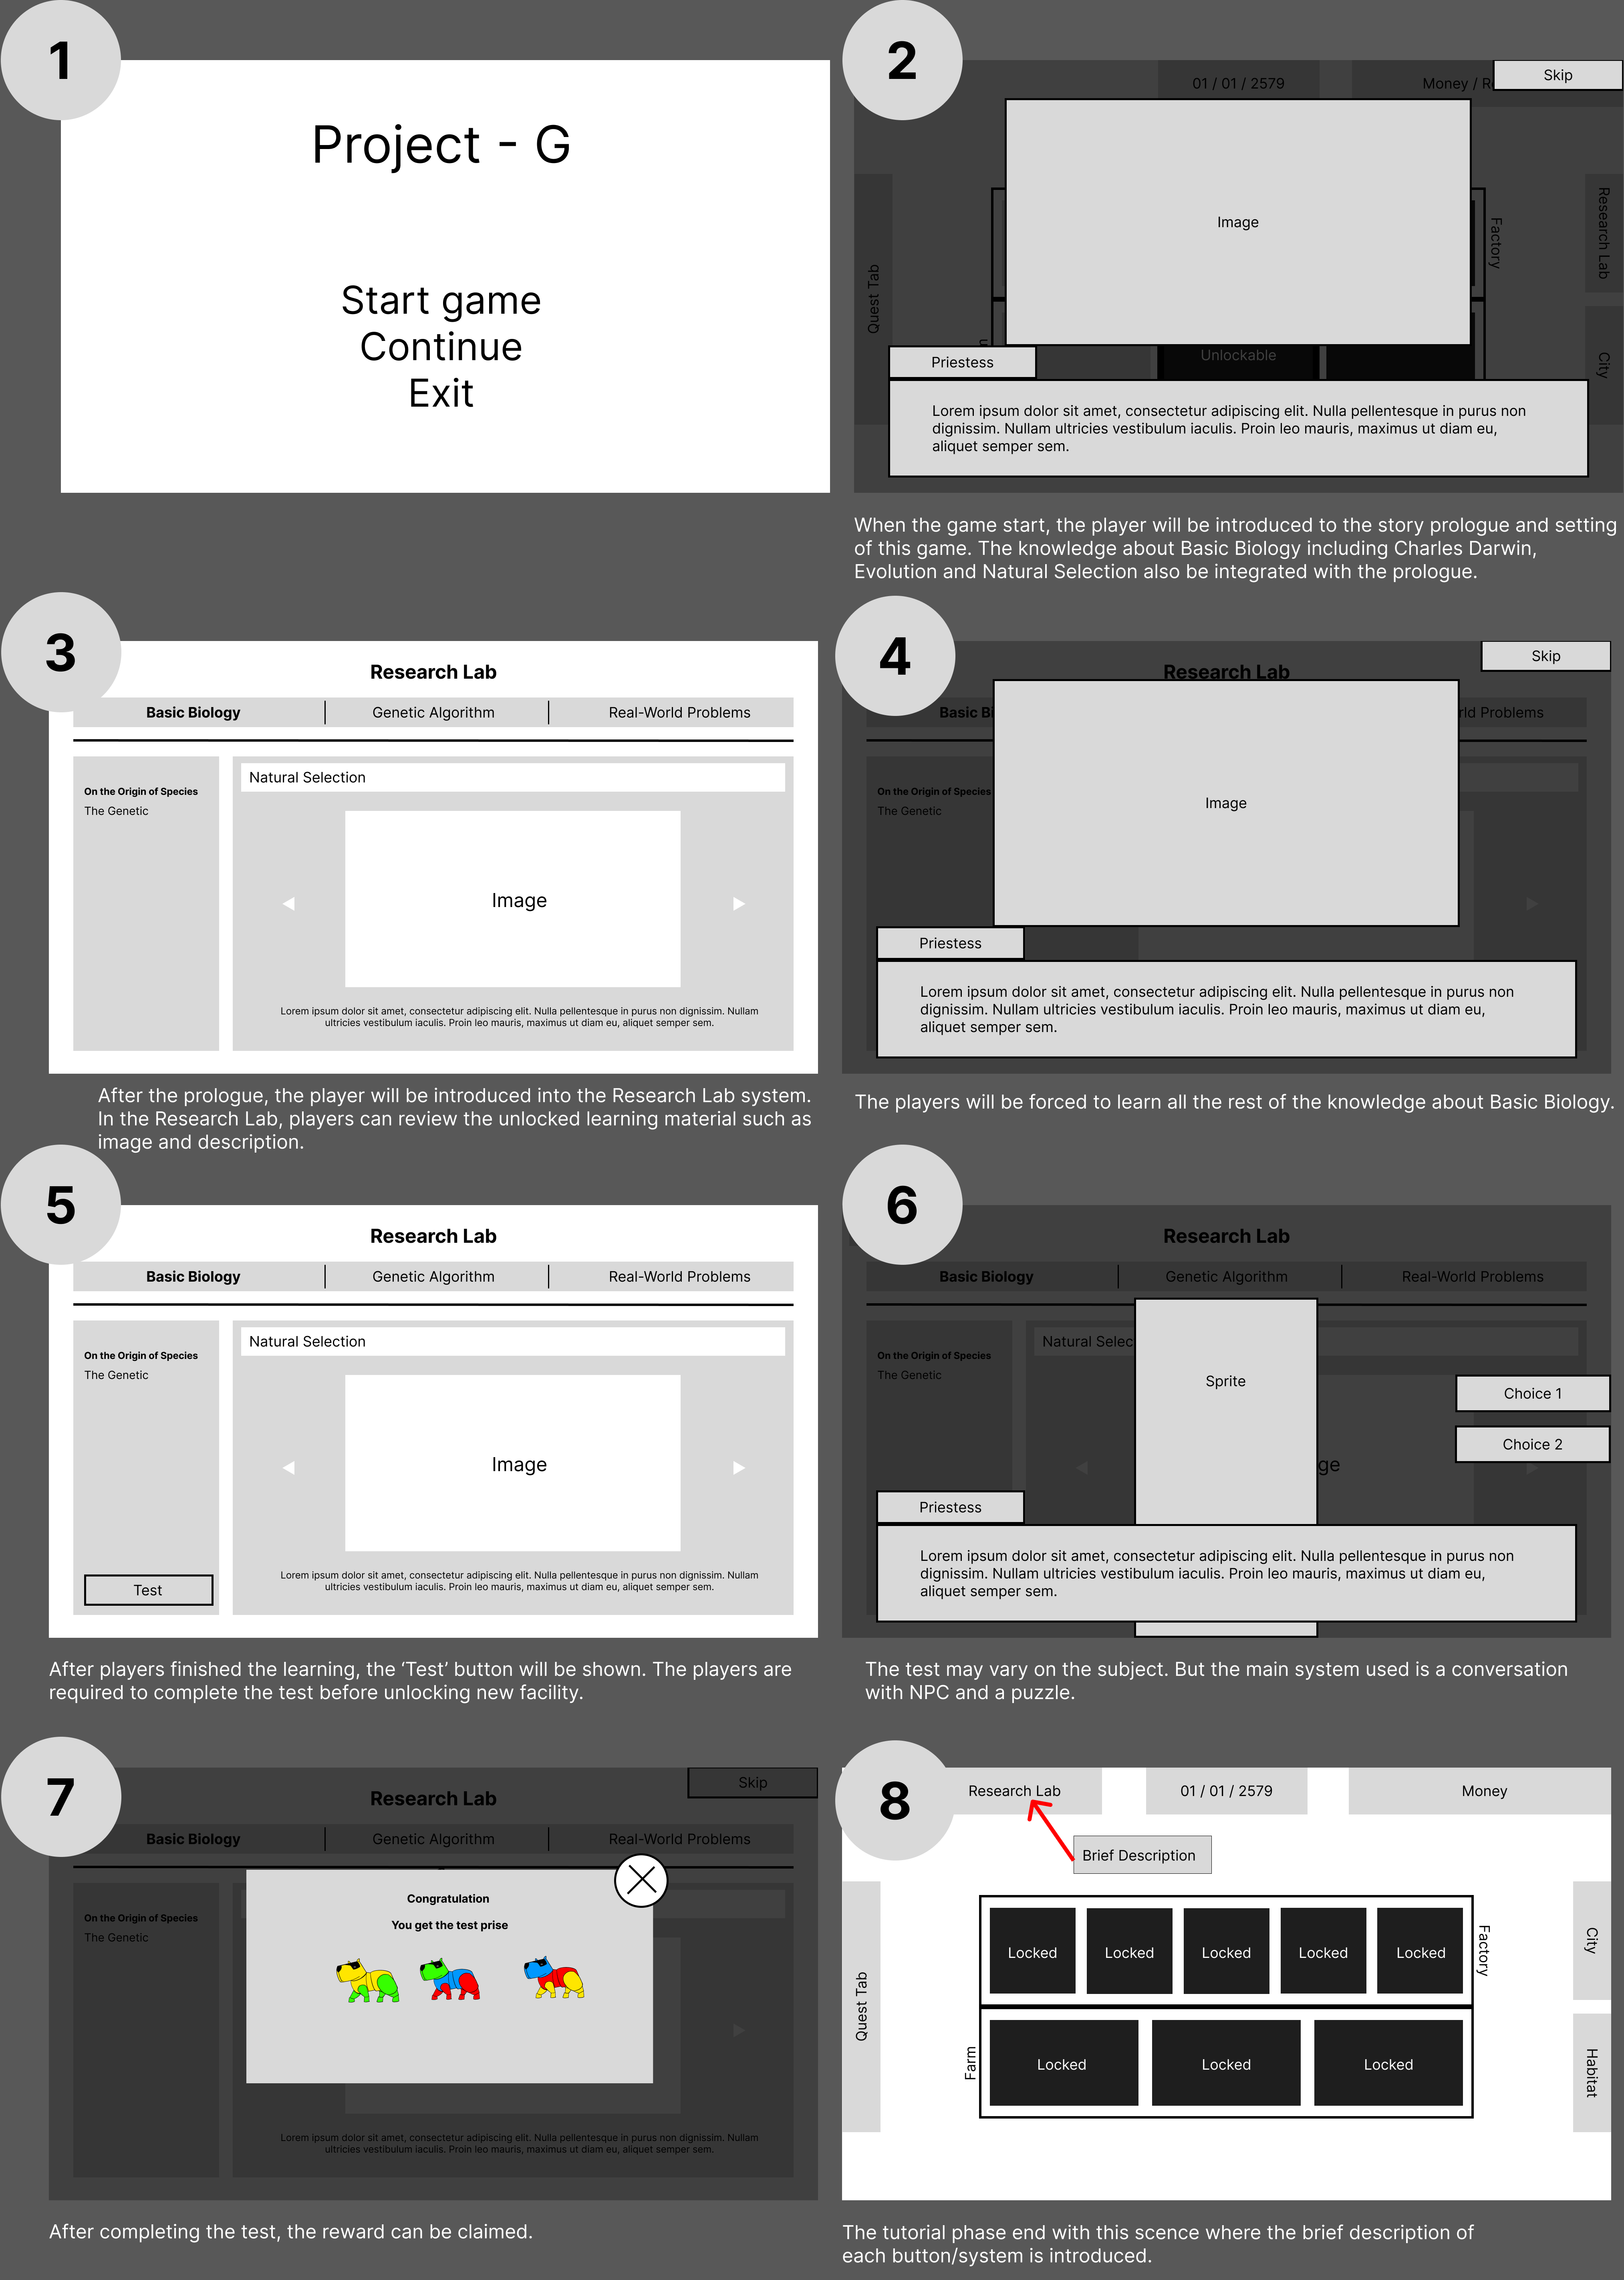 1
Project - G
Start game
Continue
Exit
2
01 / 01 / 2579
Money / R
Skip
Image
Quest Tab
Factory
Research Lab
City
n
Unlockable
Priestess
Lorem ipsum dolor sit amet, consectetur adipiscing elit. Nulla pellentesque in purus non
dignissim. Nullam ultricies vestibulum iaculis. Proin leo mauris, maximus ut diam eu,
aliquet semper sem.
When the game start, the player will be introduced to the story prologue and setting
of this game. The knowledge about Basic Biology including Charles Darwin,
Evolution and Natural Selection also be integrated with the prologue.
3
Research Lab
Basic Biology
Genetic Algorithm
Real-World Problems
On the Origin of Species
The Genetic
Natural Selection
Image
Lorem ipsum dolor sit amet, consectetur adipiscing elit. Nulla pellentesque in purus non dignissim. Nullam
ultricies vestibulum iaculis. Proin leo mauris, maximus ut diam eu, aliquet semper sem.
After the prologue, the player will be introduced into the Research Lab system.
In the Research Lab, players can review the unlocked learning material such as
image and description.
4
Research Lab
Skip
Basic Bi
rld Problems
On the Origin of Species
The Genetic
Image
Priestess
Lorem ipsum dolor sit amet, consectetur adipiscing elit. Nulla pellentesque in purus non
dignissim. Nullam ultricies vestibulum iaculis. Proin leo mauris, maximus ut diam eu,
aliquet semper sem.
The players will be forced to learn all the rest of the knowledge about Basic Biology.
5
Research Lab
Basic Biology
Genetic Algorithm
Real-World Problems
On the Origin of Species
The Genetic
Natural Selection
Image
Test
Lorem ipsum dolor sit amet, consectetur adipiscing elit. Nulla pellentesque in purus non dignissim. Nullam
ultricies vestibulum iaculis. Proin leo mauris, maximus ut diam eu, aliquet semper sem.
After players finished the learning, the ‘Test’ button will be shown. The players are
required to complete the test before unlocking new facility.
6
Research Lab
Basic Biology
Genetic Algorithm
Real-World Problems
On the Origin of Species
The Genetic
Natural Selec
Sprite
Choice 1
Choice 2
ge
Priestess
Lorem ipsum dolor sit amet, consectetur adipiscing elit. Nulla pellentesque in purus non
dignissim. Nullam ultricies vestibulum iaculis. Proin leo mauris, maximus ut diam eu,
aliquet semper sem.
The test may vary on the subject. But the main system used is a conversation
with NPC and a puzzle.
7
Research Lab
Skip
Basic Biology
Genetic Algorithm
Real-World Problems
On the Origin of Species
The Genetic
Congratulation
You get the test prise
Lorem ipsum dolor sit amet, consectetur adipiscing elit. Nulla pellentesque in purus non dignissim. Nullam
ultricies vestibulum iaculis. Proin leo mauris, maximus ut diam eu, aliquet semper sem.
After completing the test, the reward can be claimed.
8
Research Lab
01 / 01 / 2579
Money
Brief Description
Quest Tab
Locked
Locked
Locked
Locked
Locked
Factory
City
Farm
Locked
Locked
Locked
Habitat
The tutorial phase end with this scence where the brief description of
each button/system is introduced.